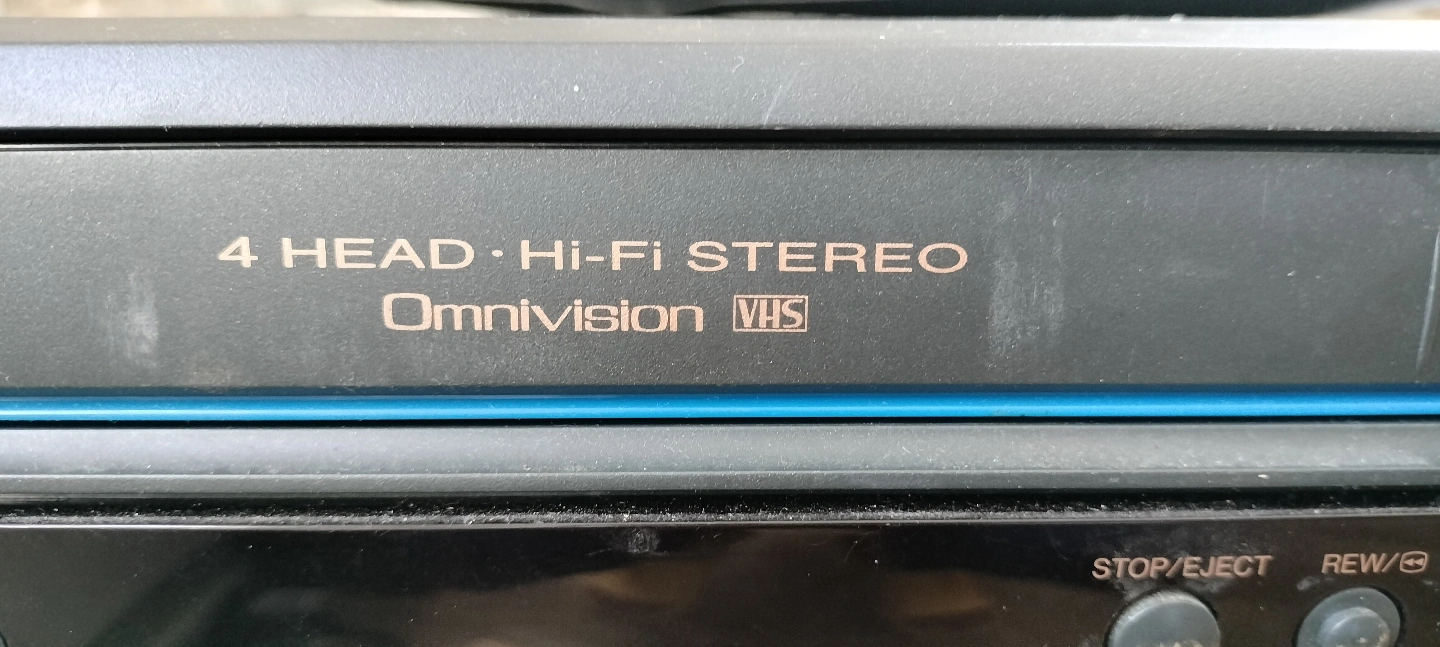 4 HEAD · Hi-Fi STEREO
Omnivision VHS
STOP/EJECT REW/